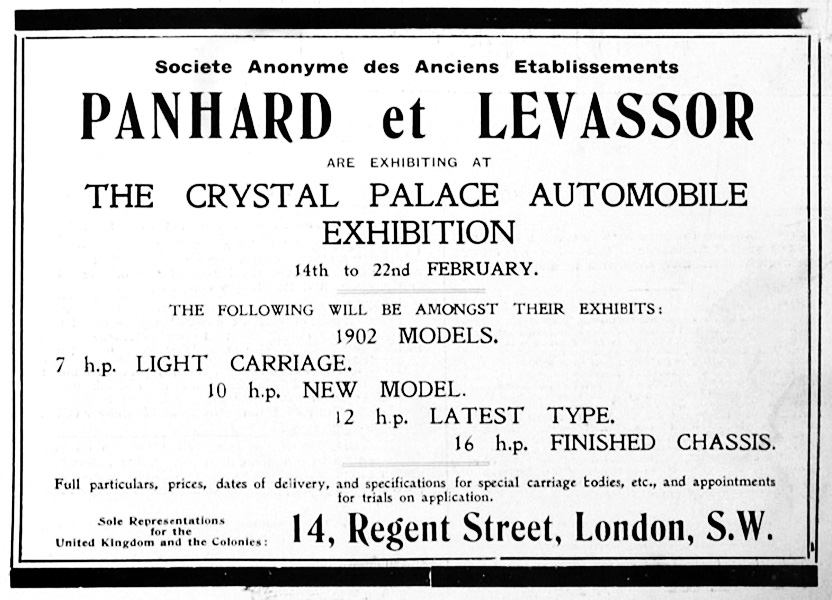 Societe Anonyme des Anciens Etablissements
PANHARD et LEVASSOR
ARE EXHIBITING AT
THE CRYSTAL PALACE AUTOMOBILE
EXHIBITION
14th to 22nd FEBRUARY.
THE FOLLOWING WILL BE AMONGST THEIR EXHIBITS:
1902 MODELS.
7 h.p. LIGHT CARRIAGE.
10 h.p. NEW MODEL.
12 h.p. LATEST TYPE.
16 h.p. FINISHED CHASSIS.
Full particulars, prices, dates of delivery, and specifications for special carriage bodies, etc., and appointments
for trials on application.
Sole Representations
for the
United Kingdom and the Colonies:
14, Regent Street, London, S.W.